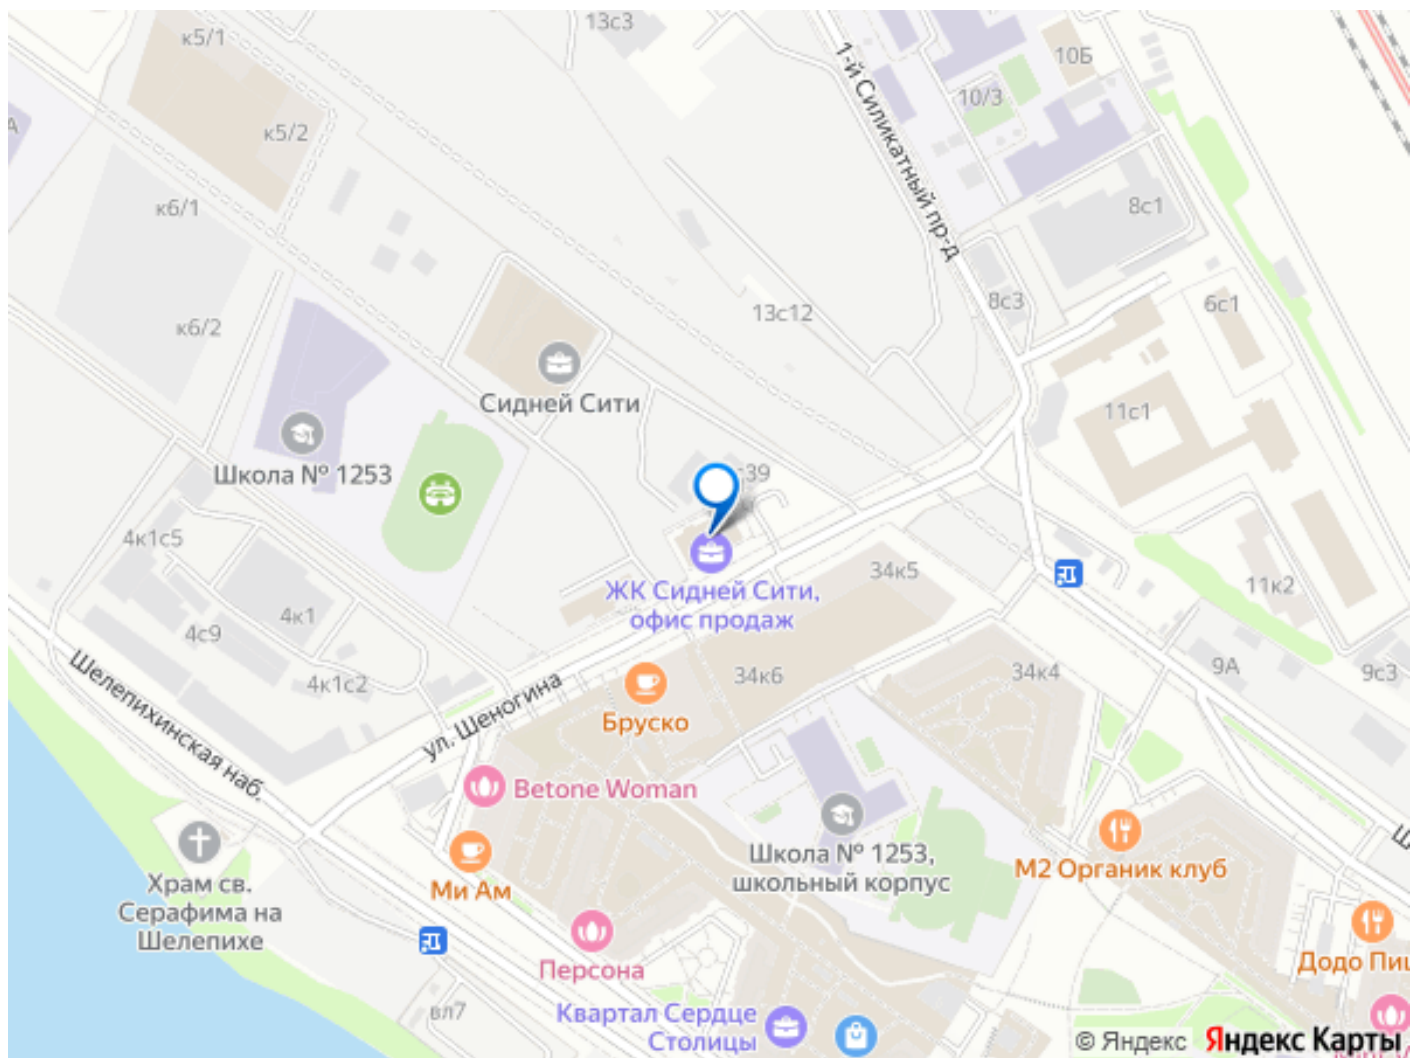 13с3
к5/1
1-й Силикатный пр-д
10Б
10/3
А
к5/2
к6/1
8с1
8с3
6с1
13с12
к6/2
Сидней Сити
11с1
Школа № 1253
39
4к1с5
34к5
ЖК Сидней Сити,
офис продаж
11к2
4к1
4с9
34к6
34к4
9А
9с3
4к1с2
Шелепихинская наб.
ул. Шеногина
Бруско
Betone Woman
Школа № 1253,
школьный корпус
М2 Органик клуб
Ми Ам
Храм св.
Серафима на
Шелепихе
Персона
Додо Пиц
вл7
Квартал Сердце
Столицы
© Яндекс Яндекс Карты